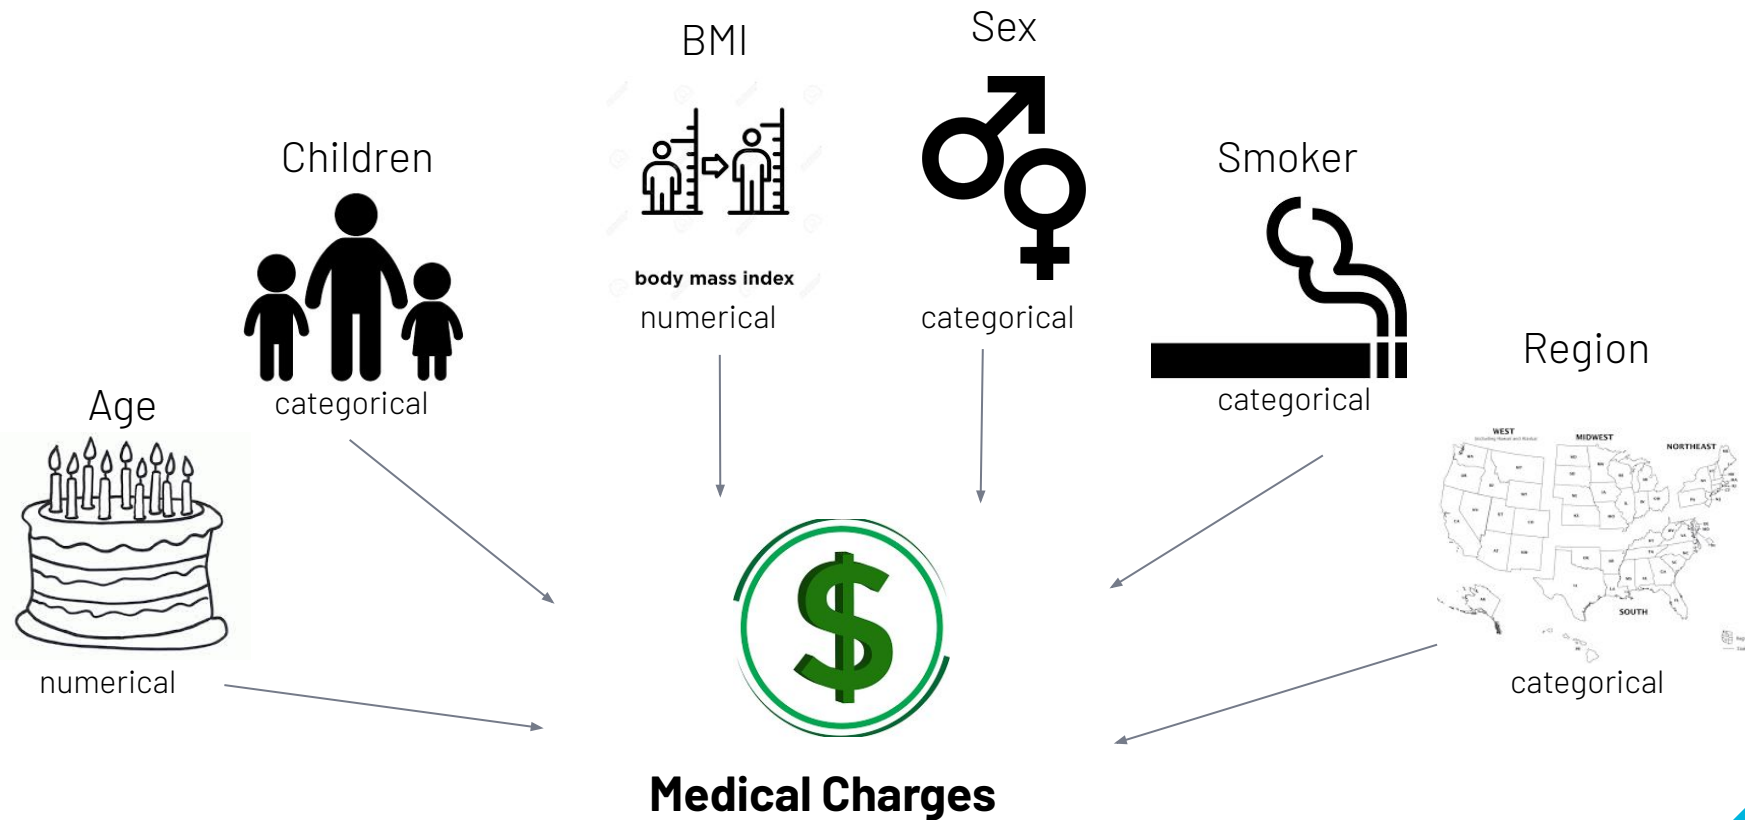 BMI
Sex
Children
Smoker
body mass index
numerical
categorical
Region
Age
categorical
categorical
WEST
MIDWEST
NORTHEAST
SOUTH
numerical
categorical
Medical Charges